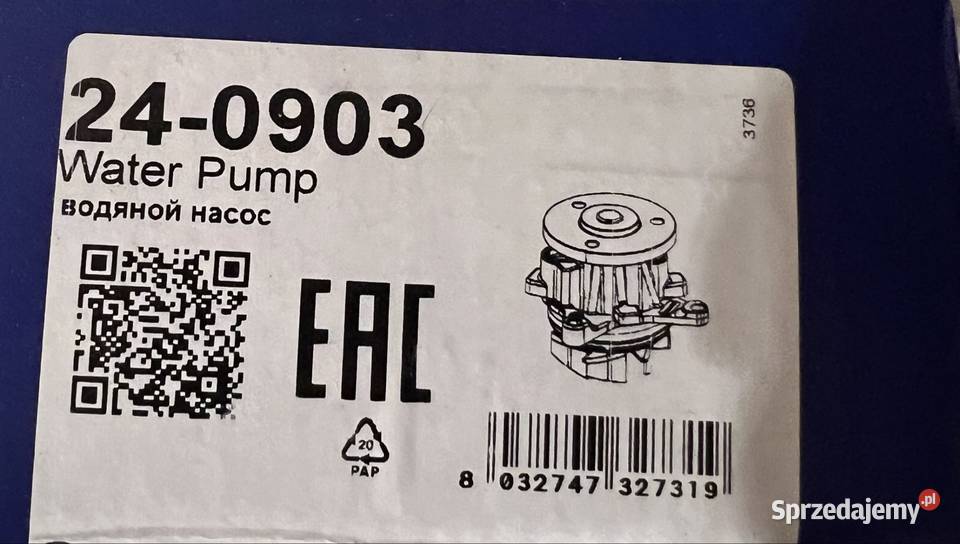 24-0903
3736
Water Pump
водяной насос
EAC
20
PAP
8 032747 327319
Sprzedajemy.pl